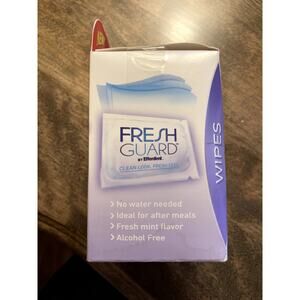 FRESH
GUARD
BY Efferdent
CLEAN LOOK. FRESH FEEL.
> No water needed
> Ideal for after meals
> Fresh mint flavor
> Alcohol Free
WIPES